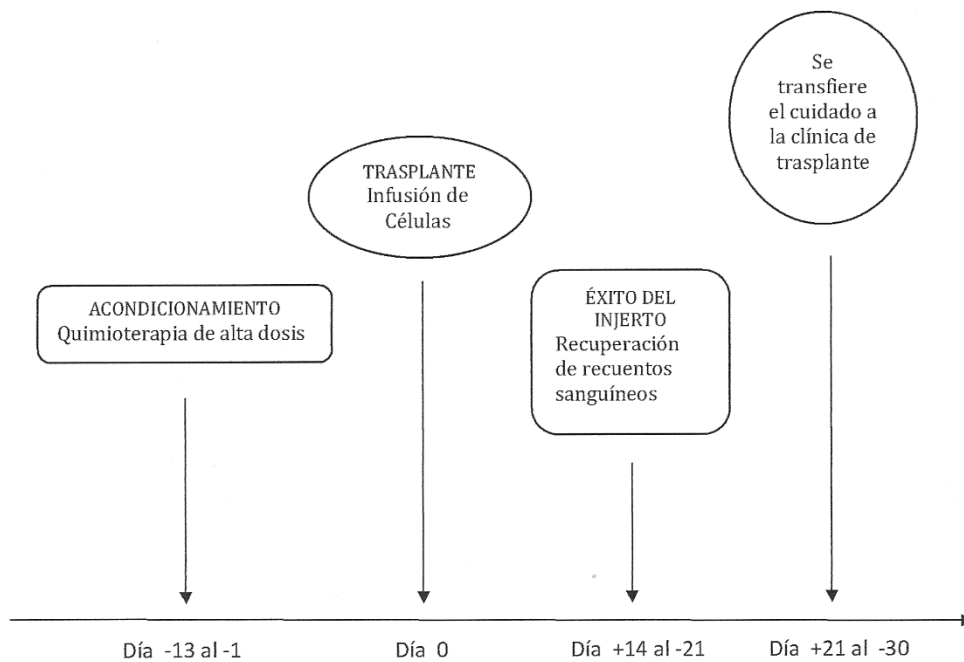 Se
transfiere
el cuidado a
la clínica de
trasplante
TRASPLANTE
Infusión de
Células
ACONDICIONAMIENTO
Quimioterapia de alta dosis
ÉXITO DEL
INJERTO
Recuperación
de recuentos
sanguíneos
Día -13 al -1
Día 0
Día +14 al -21
Día +21 al -30